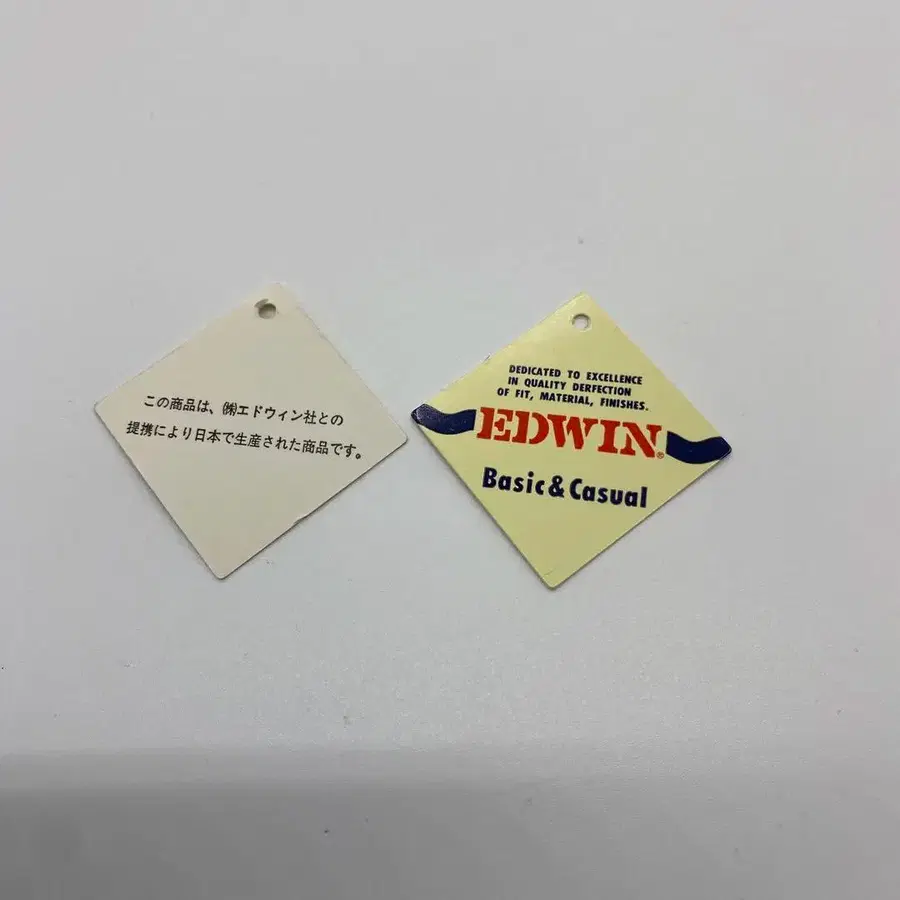 この商品は、㈱エドウィン社との
提携により日本で生産された商品です。
DEDICATED TO EXCELLENCE
IN QUALITY DERFECTION
OF FIT, MATERIAL, FINISHES.
EDWIN®
Basic & Casual